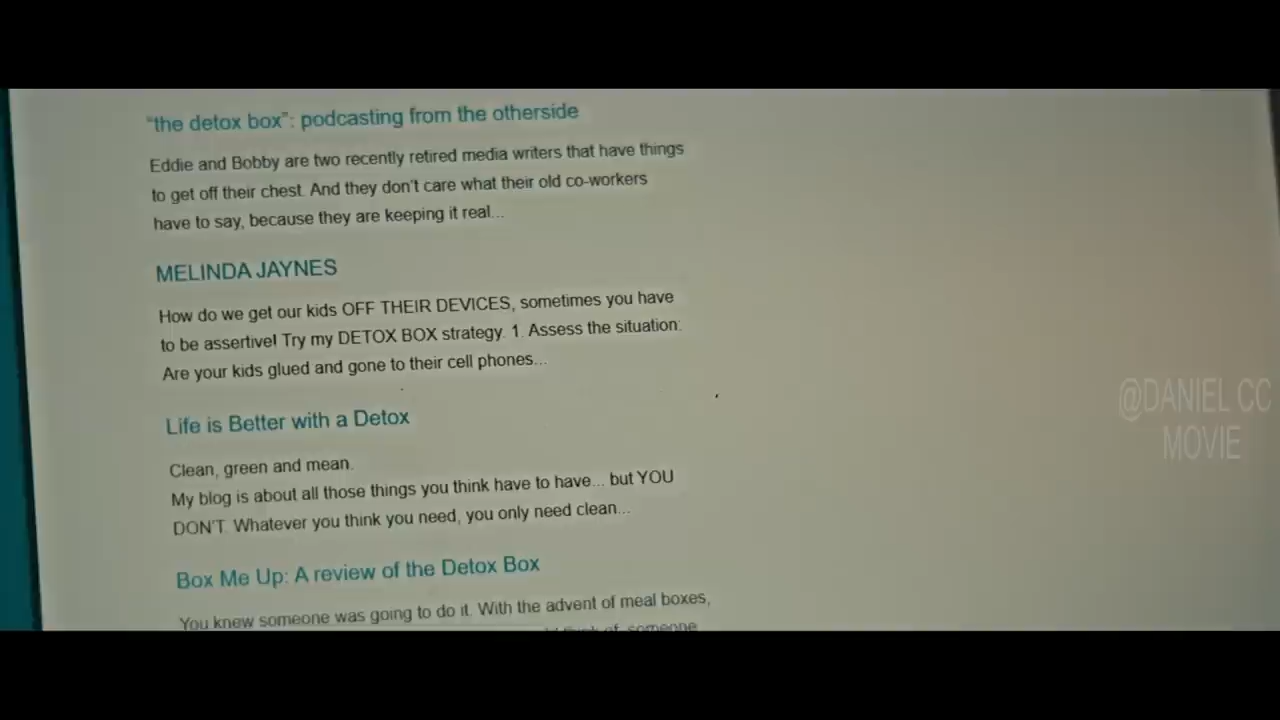 “the detox box”: podcasting from the otherside
Eddie and Bobby are two recently retired media writers that have things
to get off their chest. And they don't care what their old co-workers
have to say, because they are keeping it real...
MELINDA JAYNES
How do we get our kids OFF THEIR DEVICES, sometimes you have
to be assertive! Try my DETOX BOX strategy. 1. Assess the situation:
Are your kids glued and gone to their cell phones...
Life is Better with a Detox
Clean, green and mean.
My blog is about all those things you think have to have... but YOU
DON'T. Whatever you think you need, you only need clean...
Box Me Up: A review of the Detox Box
You knew someone was going to do it. With the advent of meal boxes,
of, someone
@DANIEL CC
MOVIE